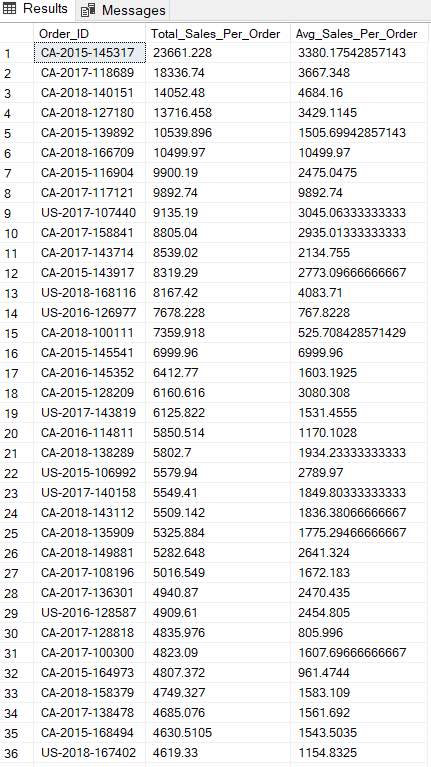 Results Messages
Order_ID Total_Sales_Per_Order Avg_Sales_Per_Order
1 CA-2015-145317 23661.228 3380.17542857143
2 CA-2017-118689 18336.74 3667.348
3 CA-2018-140151 14052.48 4684.16
4 CA-2018-127180 13716.458 3429.1145
5 CA-2015-139892 10539.896 1505.69942857143
6 CA-2018-166709 10499.97 10499.97
7 CA-2015-116904 9900.19 2475.0475
8 CA-2017-117121 9892.74 9892.74
9 US-2017-107440 9135.19 3045.06333333333
10 CA-2017-158841 8805.04 2935.01333333333
11 CA-2017-143714 8539.02 2134.755
12 CA-2015-143917 8319.29 2773.09666666667
13 US-2018-168116 8167.42 4083.71
14 US-2016-126977 7678.228 767.8228
15 CA-2018-100111 7359.918 525.708428571429
16 CA-2015-145541 6999.96 6999.96
17 CA-2016-145352 6412.77 1603.1925
18 CA-2015-128209 6160.616 3080.308
19 US-2017-143819 6125.822 1531.4555
20 CA-2016-114811 5850.514 1170.1028
21 CA-2018-138289 5802.7 1934.23333333333
22 US-2015-106992 5579.94 2789.97
23 US-2017-140158 5549.41 1849.80333333333
24 CA-2018-143112 5509.142 1836.38066666667
25 CA-2018-135909 5325.884 1775.29466666667
26 CA-2018-149881 5282.648 2641.324
27 CA-2017-108196 5016.549 1672.183
28 CA-2017-136301 4940.87 2470.435
29 US-2016-128587 4909.61 2454.805
30 CA-2017-128818 4835.976 805.996
31 CA-2017-100300 4823.09 1607.69666666667
32 CA-2015-164973 4807.372 961.4744
33 CA-2018-158379 4749.327 1583.109
34 CA-2017-138478 4685.076 1561.692
35 CA-2015-168494 4630.5105 1543.5035
36 US-2018-167402 4619.33 1154.8325